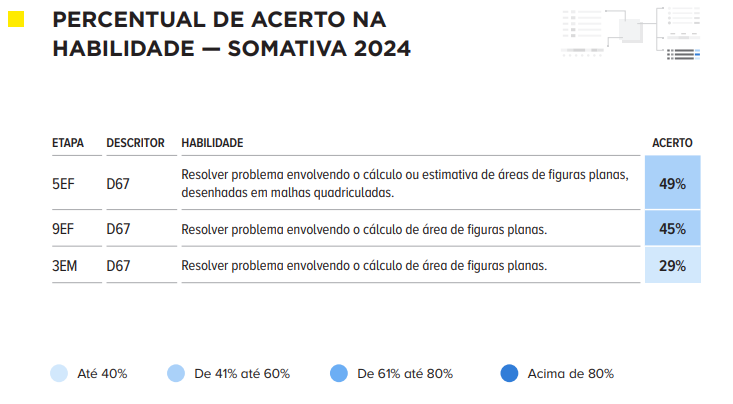 PERCENTUAL DE ACERTO NA
HABILIDADE — SOMATIVA 2024
ETAPA DESCRITOR HABILIDADE ACERTO
5EF D67 Resolver problema envolvendo o cálculo ou estimativa de áreas de figuras planas, desenhadas em malhas quadriculadas. 49%
9EF D67 Resolver problema envolvendo o cálculo de área de figuras planas. 45%
3EM D67 Resolver problema envolvendo o cálculo de área de figuras planas. 29%
Até 40% De 41% até 60% De 61% até 80% Acima de 80%